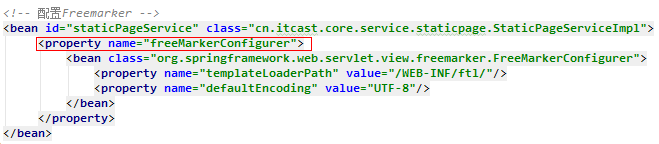 <!-- 配置Freemarker -->
<bean id="staticPageService" class="cn.itcast.core.service.staticpage.StaticPageServiceImpl">
<property name="freeMarkerConfigurer">
<bean class="org.springframework.web.servlet.view.freemarker.FreeMarkerConfigurer">
<property name="templateLoaderPath" value="/WEB-INF/ftl/"/>
<property name="defaultEncoding" value="UTF-8"/>
</bean>
</property>
</bean>